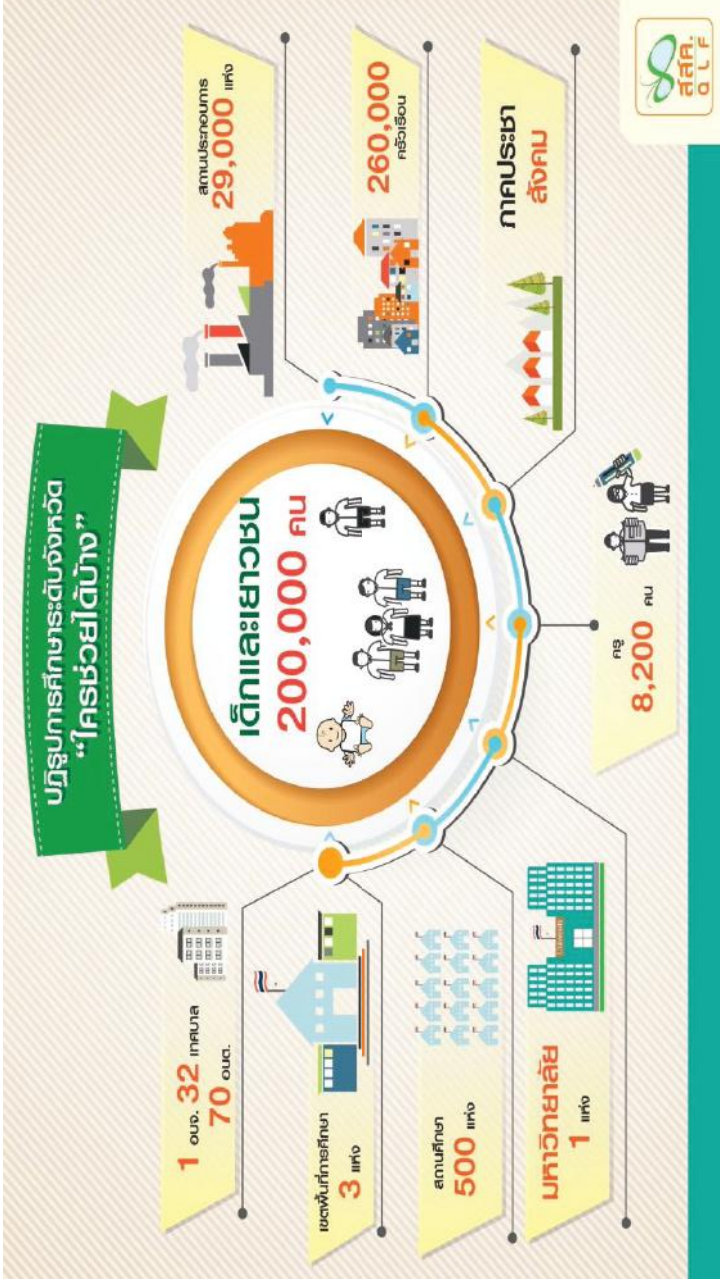 ปฏิรูปการศึกษาระดับจังหวัด
“ใครช่วยได้บ้าง”
เด็กและเยาวชน
200,000 คน
สถานประกอบการ
29,000 แห่ง
260,000
ครัวเรือน
ภาคประชา
สังคม
ครู
8,200 คน
มหาวิทยาลัย
1 แห่ง
สถานศึกษา
500 แห่ง
เขตพื้นที่การศึกษา
3 แห่ง
1 อบจ. 32 เทศบาล
70 อบต.
สสค.
QLF